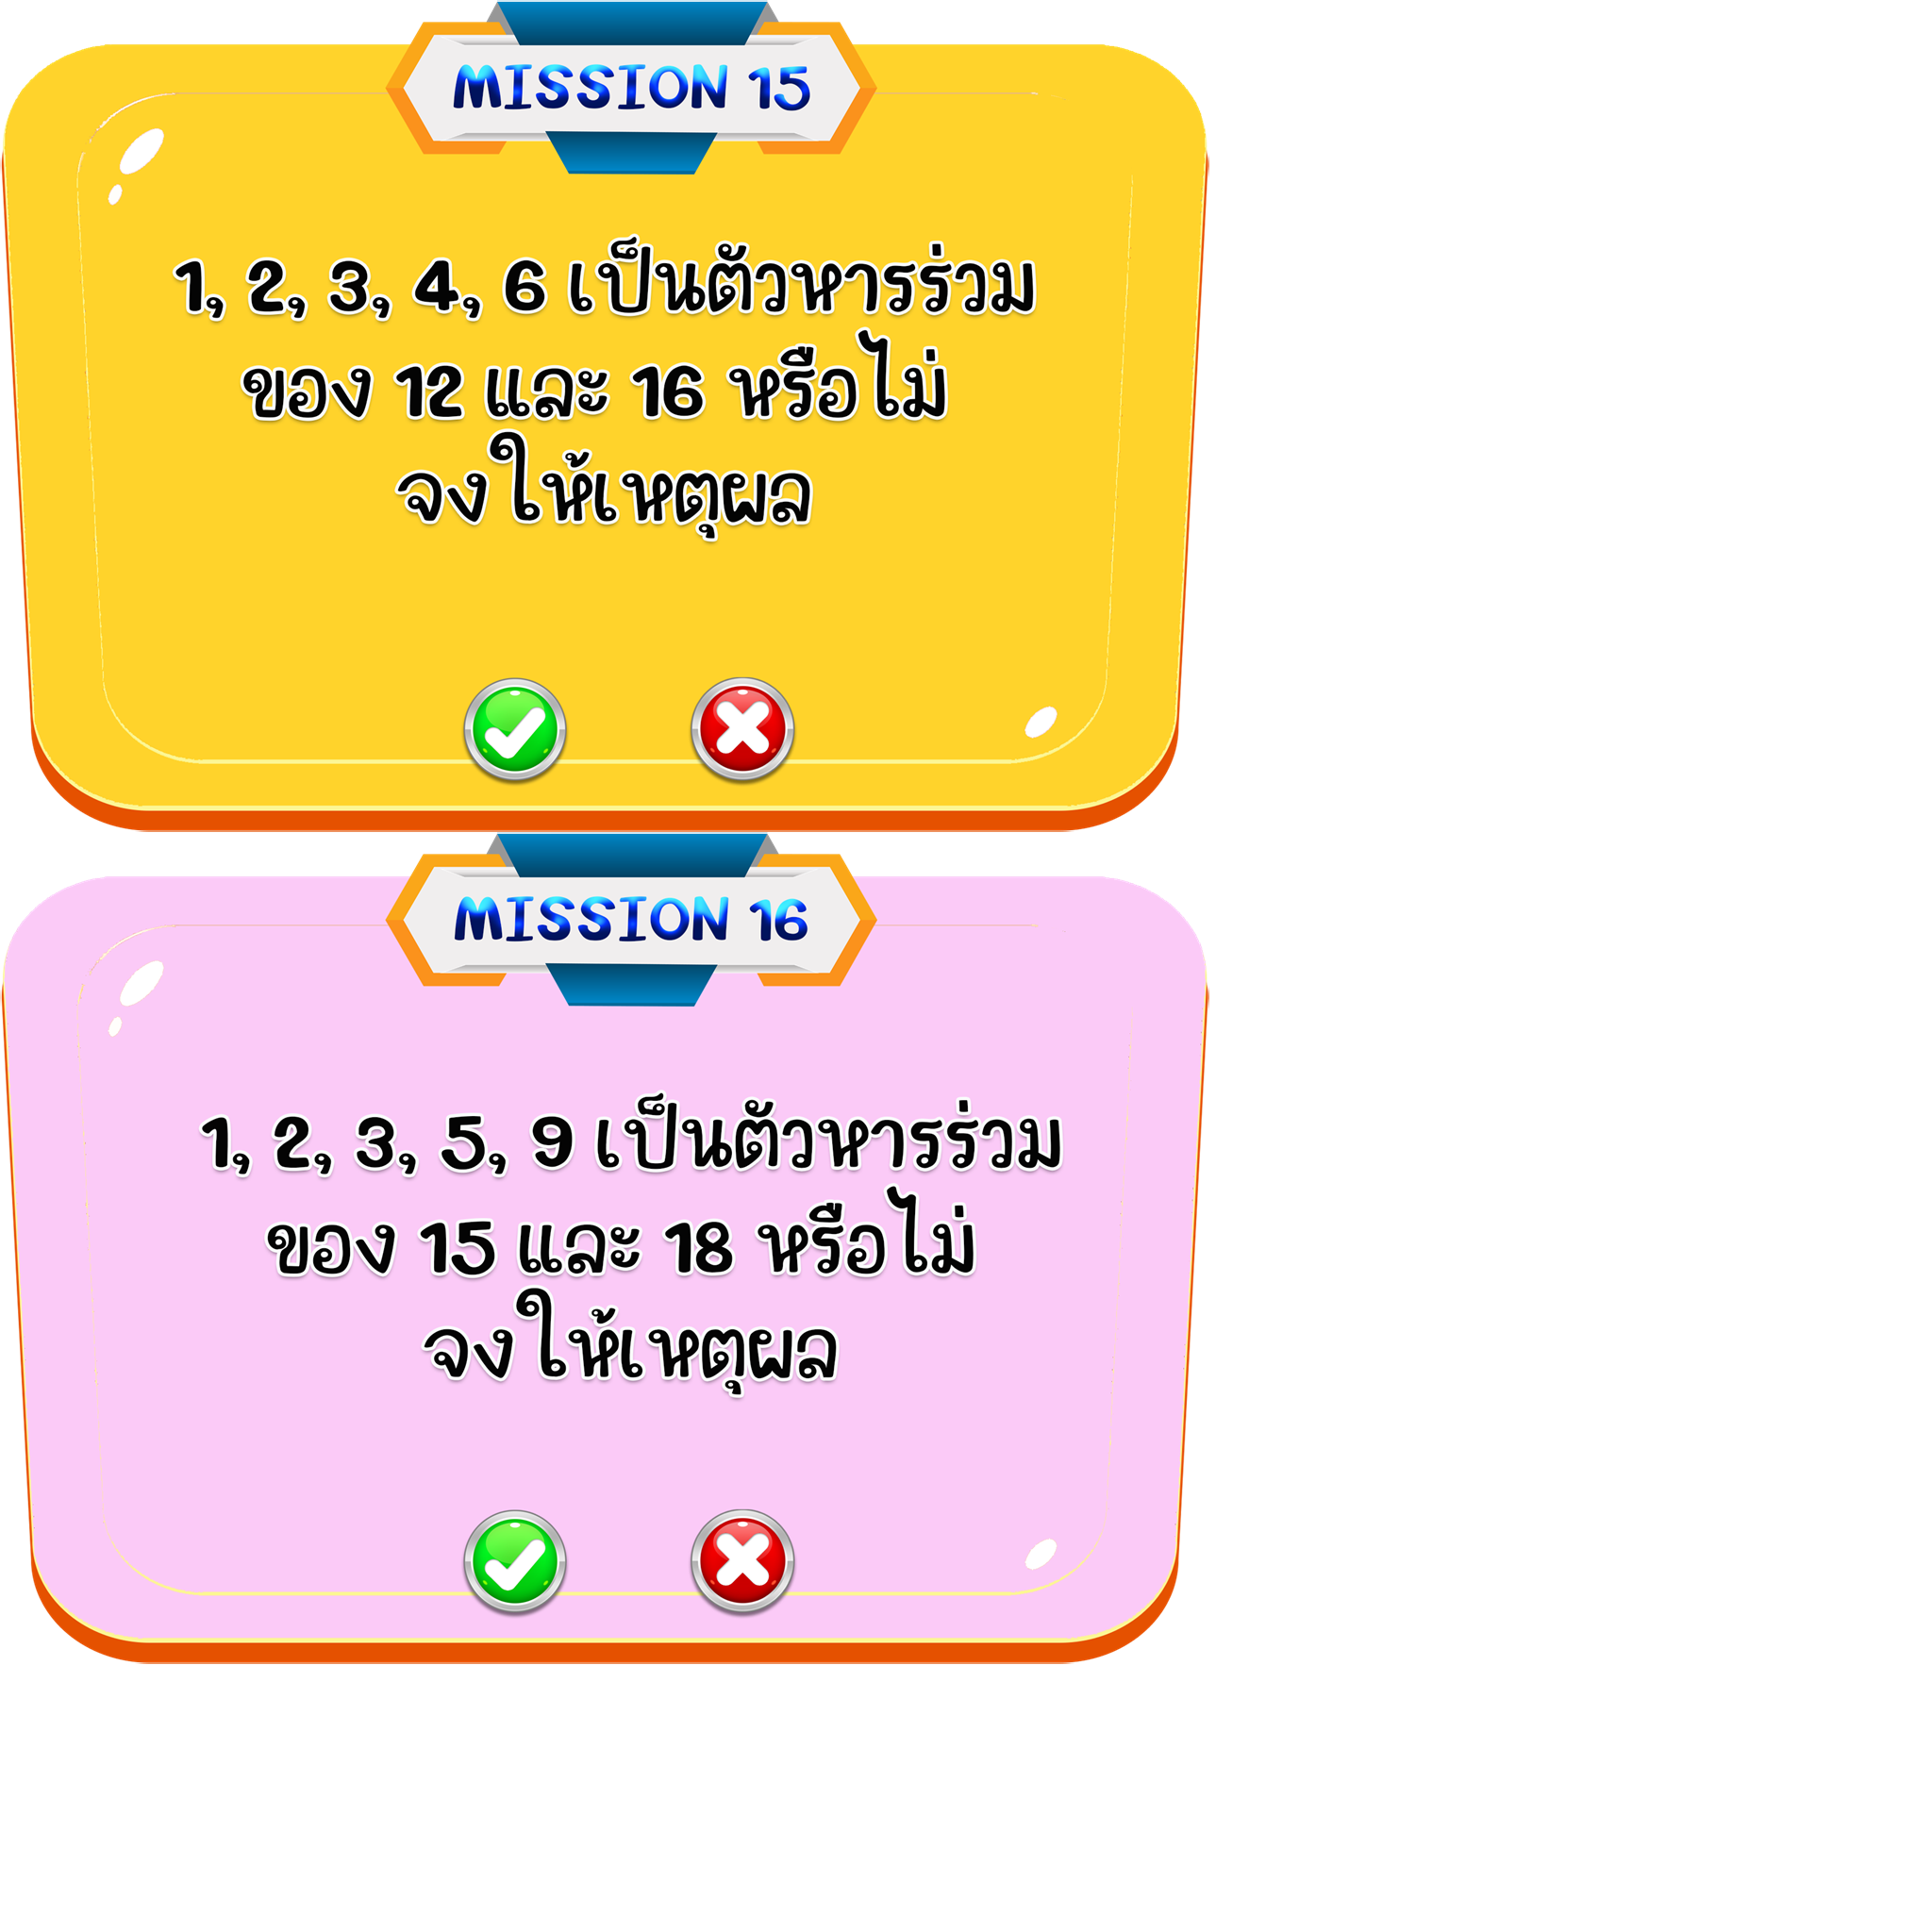 MISSION 15
1, 2, 3, 4, 6 เป็นตัวหารร่วม
ของ 12 และ 16 หรือไม่
จงให้เหตุผล
MISSION 16
1, 2, 3, 5, 9 เป็นตัวหารร่วม
ของ 15 และ 18 หรือไม่
จงให้เหตุผล